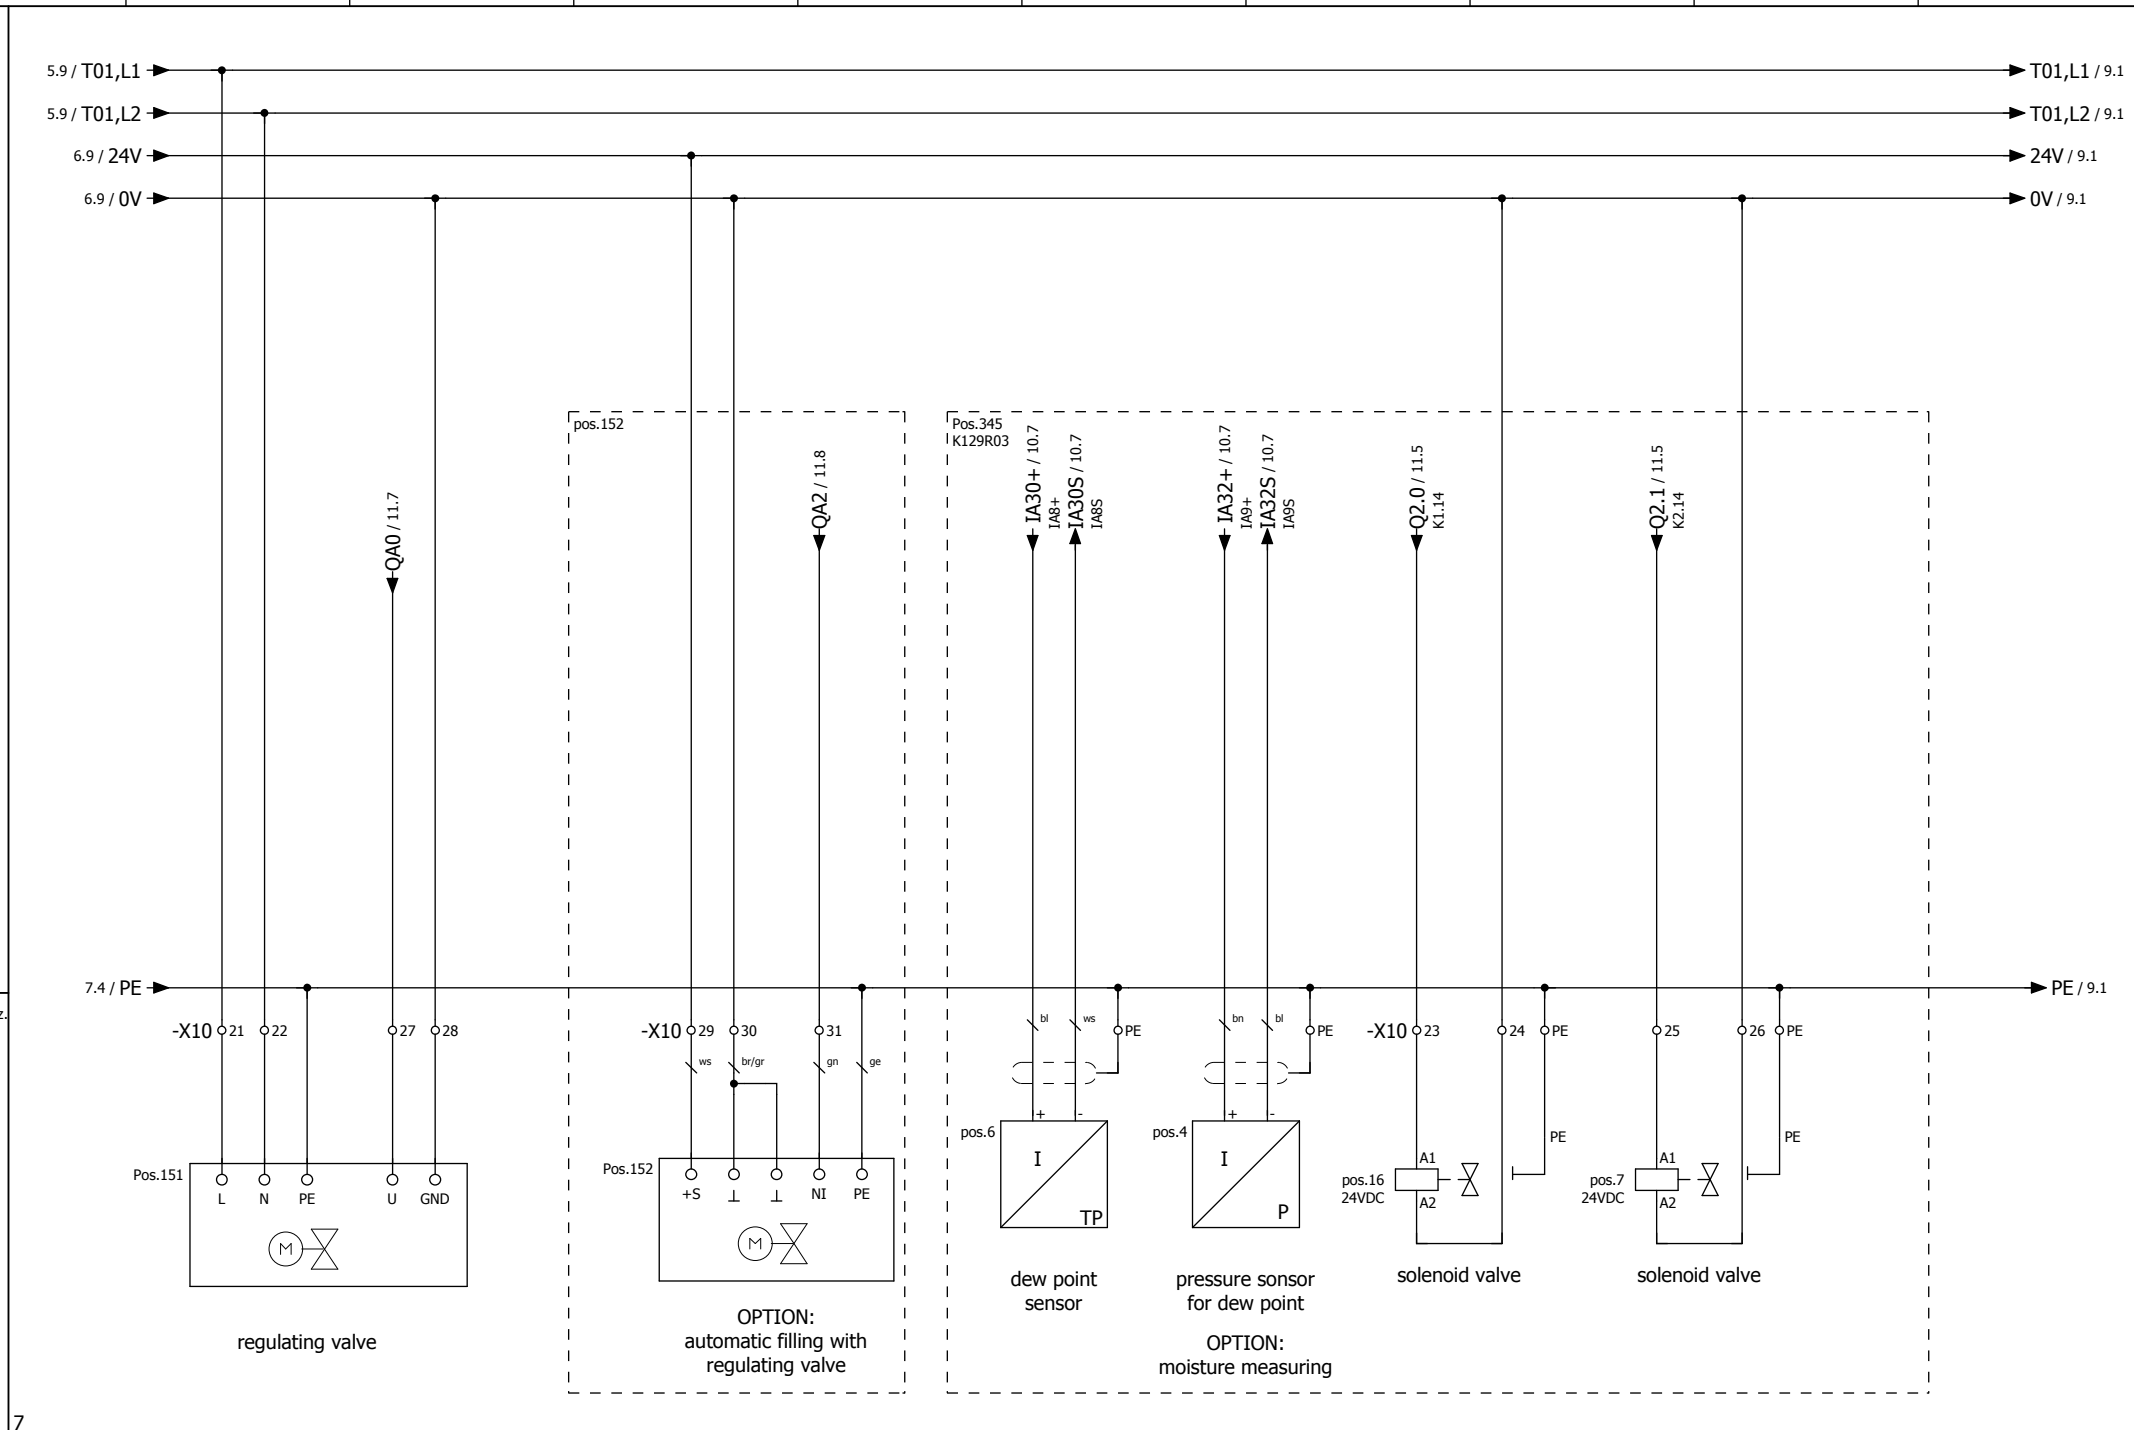 5.9 / T01,L1
T01,L1 / 9.1
5.9 / T01,L2
T01,L2 / 9.1
6.9 / 24V
24V / 9.1
6.9 / 0V
0V / 9.1
QA0 / 11.7
pos.152
QA2 / 11.8
Pos.345
K129R03
IA30+ / 10.7
IA8+
IA30S / 10.7
IA8S
IA32+ / 10.7
IA9+
IA32S / 10.7
IA9S
Q2.0 / 11.5
K1.14
Q2.1 / 11.5
K2.14
7.4 / PE
PE / 9.1
z.
-X10 21 22 27 28
-X10 29 30 31
ws br/gr gn ge
bl ws PE
bn bl PE
-X10 23 24 PE
25 26 PE
Pos.151
L N PE U GND
M
regulating valve
Pos.152
+S ⊥ ⊥ NI PE
M
OPTION:
automatic filling with
regulating valve
+ -
pos.6
I
TP
dew point
sensor
+ -
pos.4
I
P
pressure sonsor
for dew point
OPTION:
moisture measuring
PE
A1
pos.16
24VDC
A2
solenoid valve
PE
A1
pos.7
24VDC
A2
solenoid valve
7